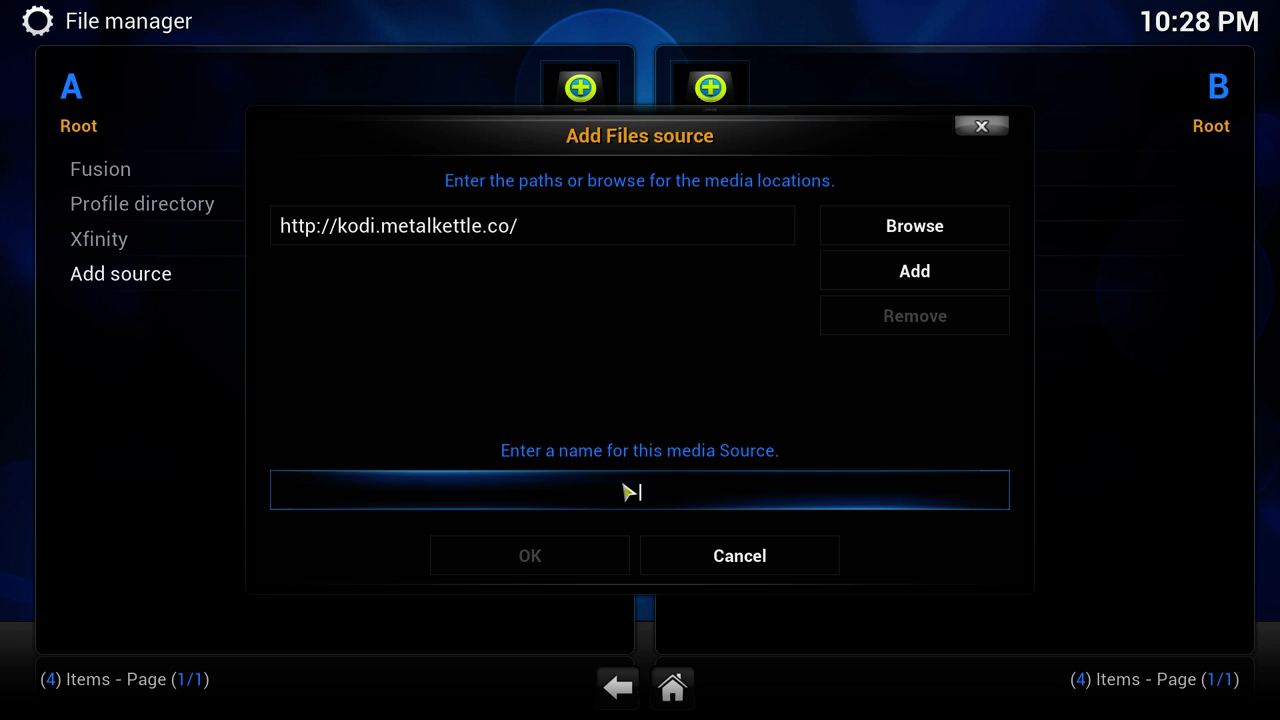 File manager
10:28 PM
A
B
Root
Root
Fusion
Profile directory
Xfinity
Add source
Add Files source
x
Enter the paths or browse for the media locations.
http://kodi.metalkettle.co/
Browse
Add
Remove
Enter a name for this media Source.
OK
Cancel
(4) Items - Page (1/1)
(4) Items - Page (1/1)